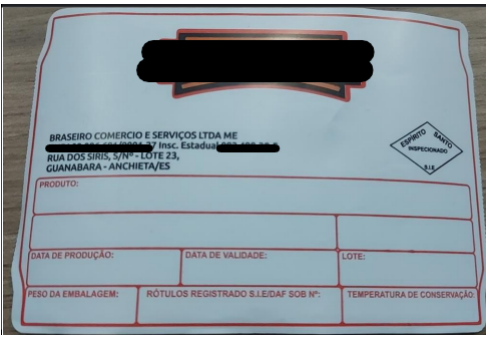 BRASEIRO COMERCIO E SERVIÇOS LTDA ME
Insc. Estadual
RUA DOS SIRIS, S/Nº - LOTE 23,
GUANABARA - ANCHIETA/ES
ESPÍRITO SANTO
INSPECIONADO
S.I.E
PRODUTO:
DATA DE PRODUÇÃO:
DATA DE VALIDADE:
LOTE:
PESO DA EMBALAGEM:
RÓTULOS REGISTRADO S.I.E/DAF SOB Nº:
TEMPERATURA DE CONSERVAÇÃO: